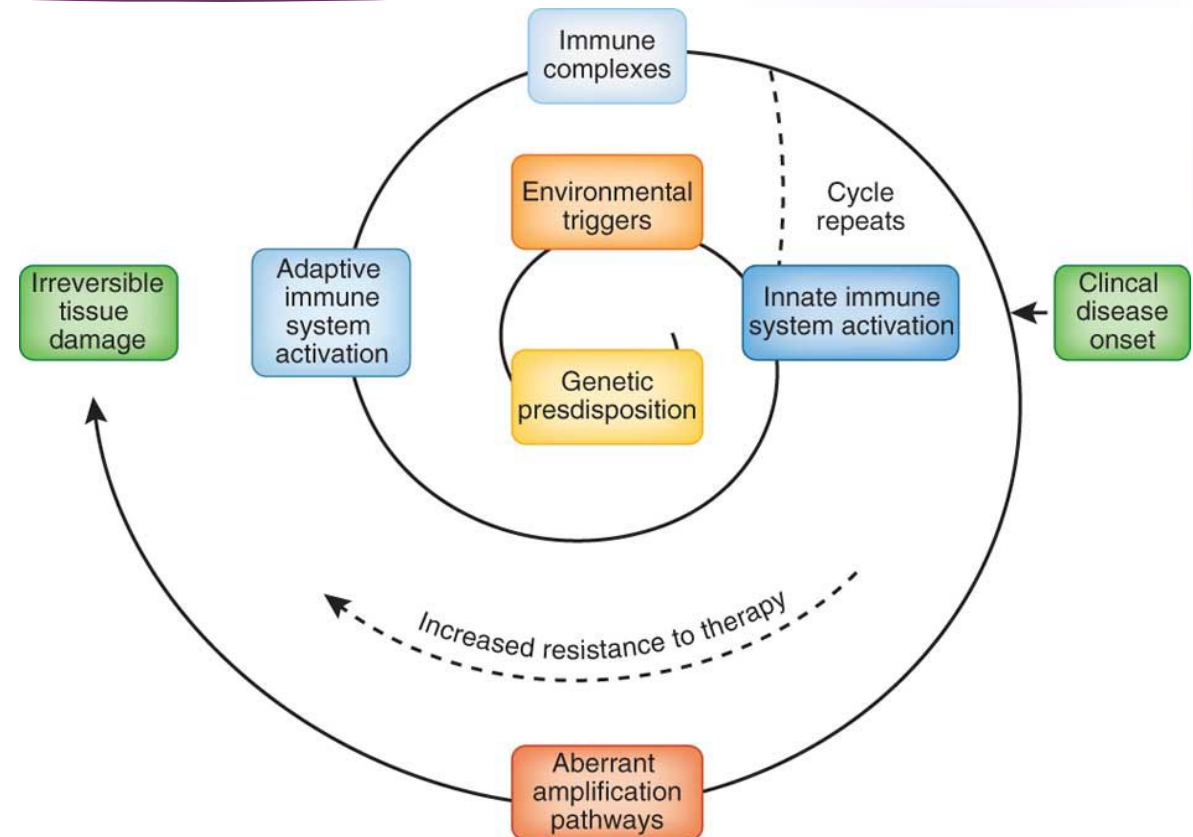 Immune
complexes
Environmental
triggers
Cycle
repeats
Irreversible
tissue
damage
Adaptive
immune
system
activation
Innate immune
system activation
Clincal
disease
onset
Genetic
presdisposition
Increased resistance to therapy
Aberrant
amplification
pathways